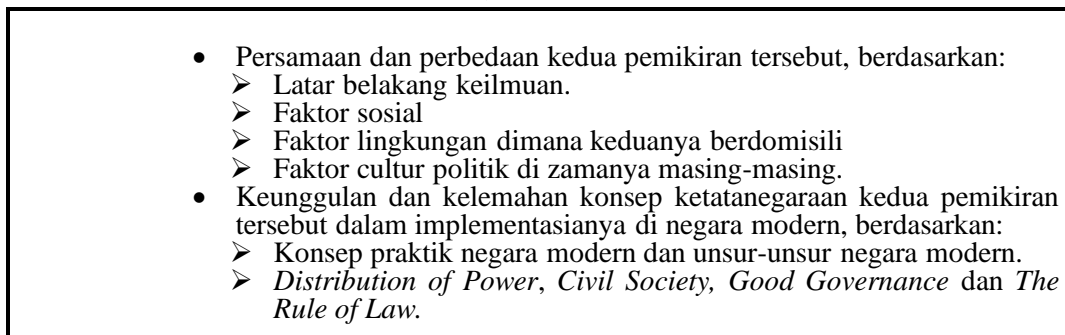 • Persamaan dan perbedaan kedua pemikiran tersebut, berdasarkan:
➢ Latar belakang keilmuan.
➢ Faktor sosial
➢ Faktor lingkungan dimana keduanya berdomisili
➢ Faktor cultur politik di zamanya masing-masing.
• Keunggulan dan kelemahan konsep ketatanegaraan kedua pemikiran
tersebut dalam implementasianya di negara modern, berdasarkan:
➢ Konsep praktik negara modern dan unsur-unsur negara modern.
➢ Distribution of Power, Civil Society, Good Governance dan The
Rule of Law.